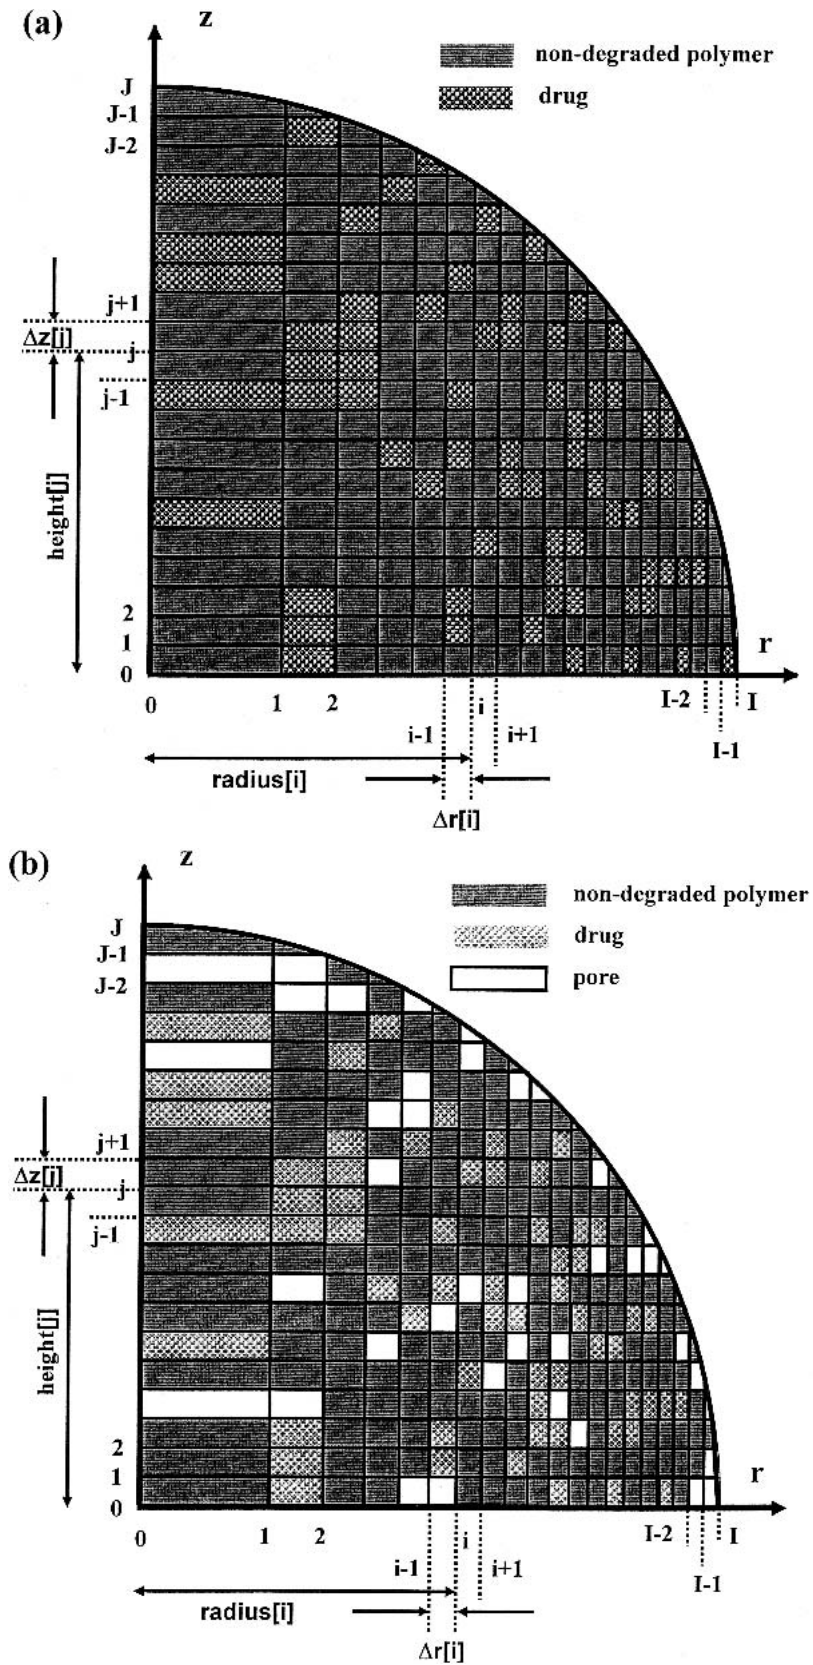 (a)
z
non-degraded polymer
drug
J
J-1
J-2
j+1
Δz[j]
j
j-1
height[j]
2
1
0
r
0
1
2
i-1
i
i+1
I-2
I-1
I
radius[i]
Δr[i]
(b)
z
non-degraded polymer
drug
pore
J
J-1
J-2
j+1
Δz[j]
j
j-1
height[j]
2
1
0
r
0
1
2
i-1
i
i+1
I-2
I-1
I
radius[i]
Δr[i]